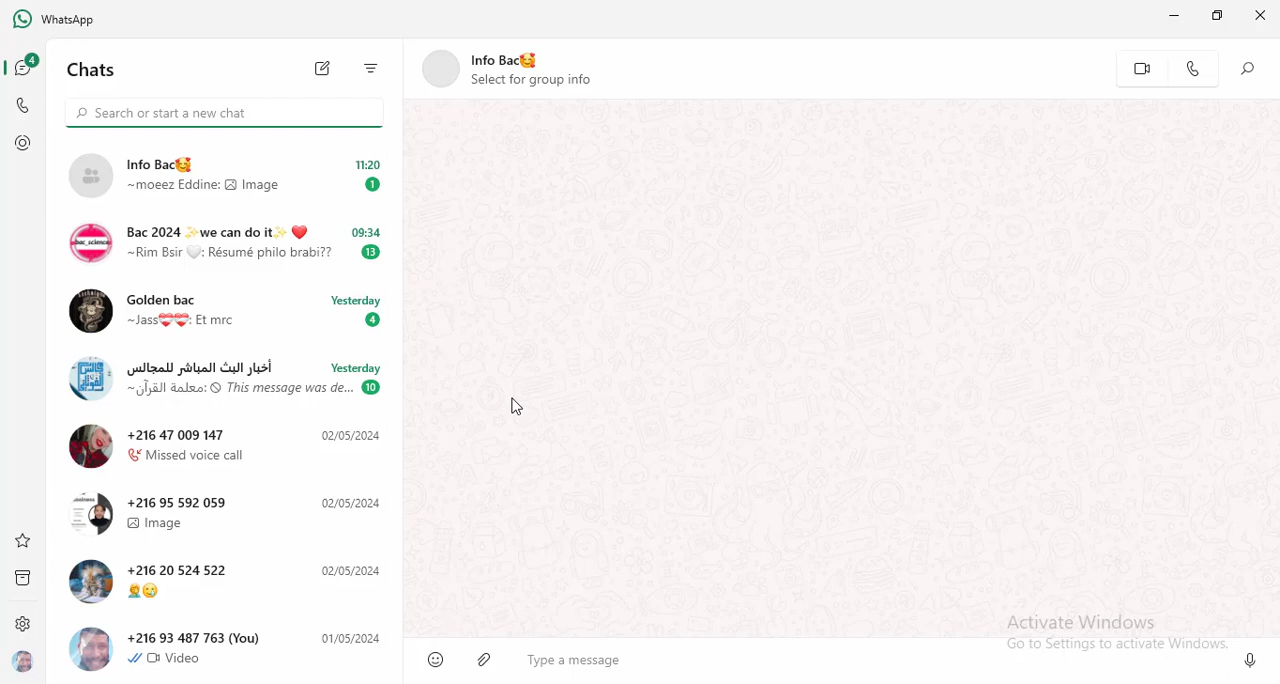 WhatsApp
4
Chats
Search or start a new chat
Info Bac🥰 11:20
~moeez Eddine: Image 1
Bac 2024 ✨we can do it✨ ❤️ 09:34
~Rim Bsir 🤍: Résumé philo brabi?? 13
Golden bac Yesterday
~Jass💝💝: Et mrc 4
أخبار البث المباشر للمجالس Yesterday
~معلمة القرآن: This message was de... 10
+216 47 009 147 02/05/2024
Missed voice call
+216 95 592 059 02/05/2024
Image
+216 20 524 522 02/05/2024
🤦‍♂️🥲
+216 93 487 763 (You) 01/05/2024
Video
Info Bac🥰
Select for group info
Activate Windows
Go to Settings to activate Windows.
Type a message